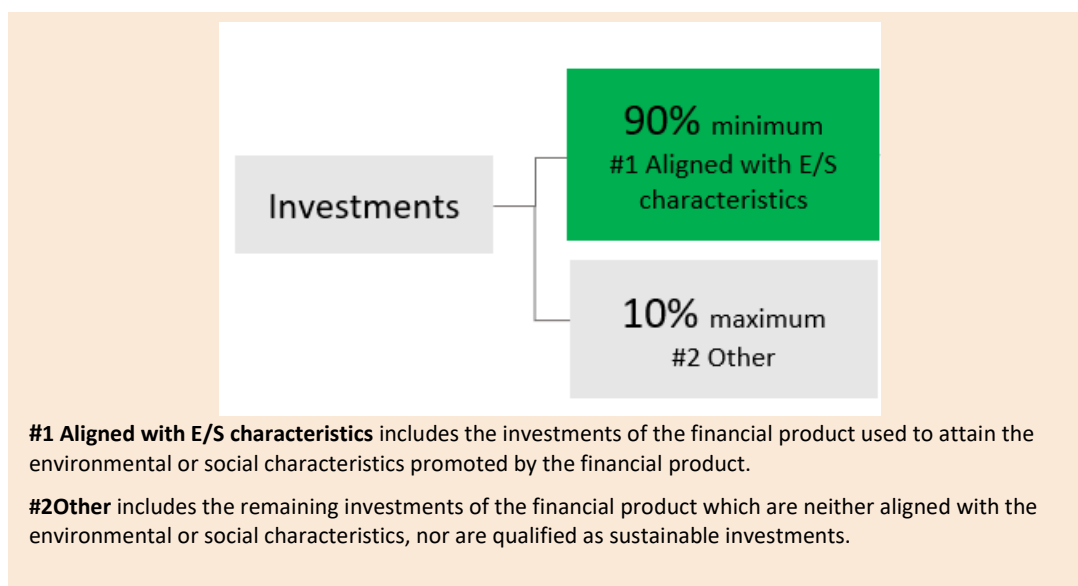 90% minimum
#1 Aligned with E/S
characteristics
Investments
10% maximum
#2 Other
#1 Aligned with E/S characteristics includes the investments of the financial product used to attain the
environmental or social characteristics promoted by the financial product.
#2Other includes the remaining investments of the financial product which are neither aligned with the
environmental or social characteristics, nor are qualified as sustainable investments.